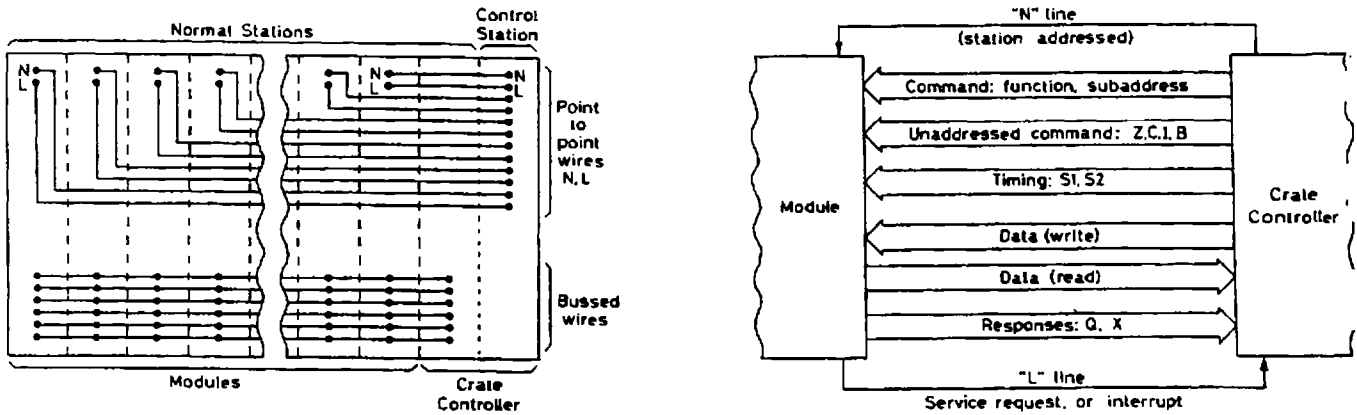 Normal Stations
Control
Station
N
L
N
L
N
L
Point
to
point
wires
N, L
Bussed
wires
Modules
Crate
Controller
"N" line
(station addressed)
Command: function, subaddress
Unaddressed command: Z,C,I,B
Timing: S1, S2
Module
Crate
Controller
Data (write)
Data (read)
Responses: Q, X
"L" line
Service request, or interrupt